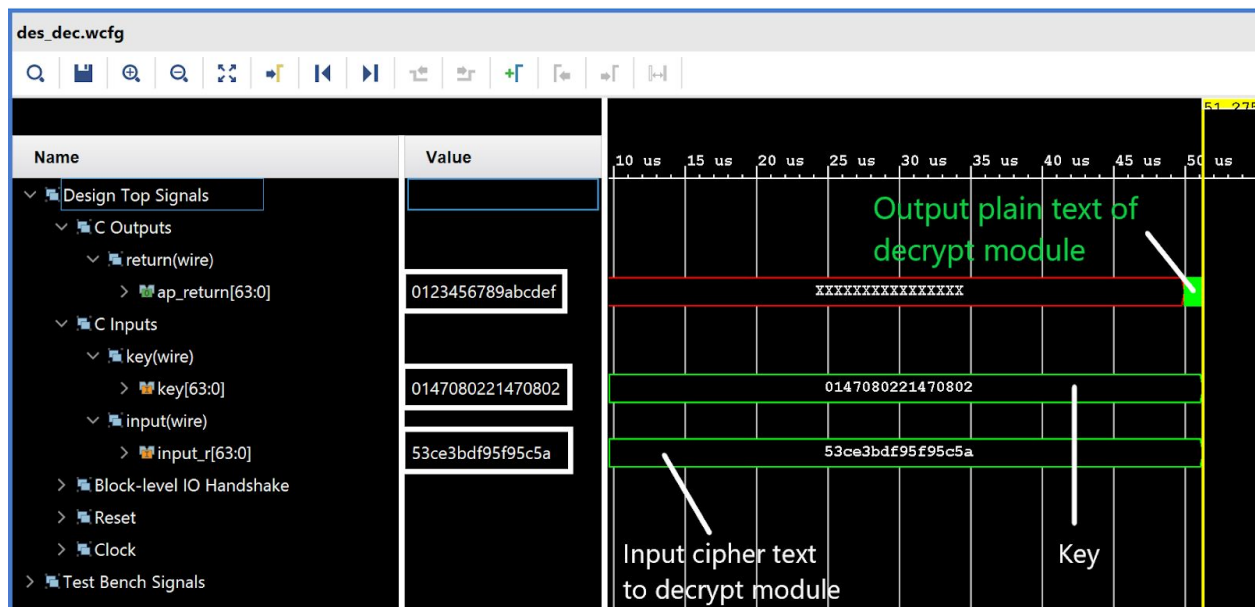 des_dec.wcfg
51.275
Name
Value
10 us 15 us 20 us 25 us 30 us 35 us 40 us 45 us 50 us
Design Top Signals
C Outputs
return(wire)
ap_return[63:0]
0123456789abcdef
XXXXXXXXXXXXXXXX
Output plain text of
decrypt module
C Inputs
key(wire)
key[63:0]
0147080221470802
0147080221470802
input(wire)
input_r[63:0]
53ce3bdf95f95c5a
53ce3bdf95f95c5a
Block-level IO Handshake
Reset
Clock
Test Bench Signals
Input cipher text
to decrypt module
Key